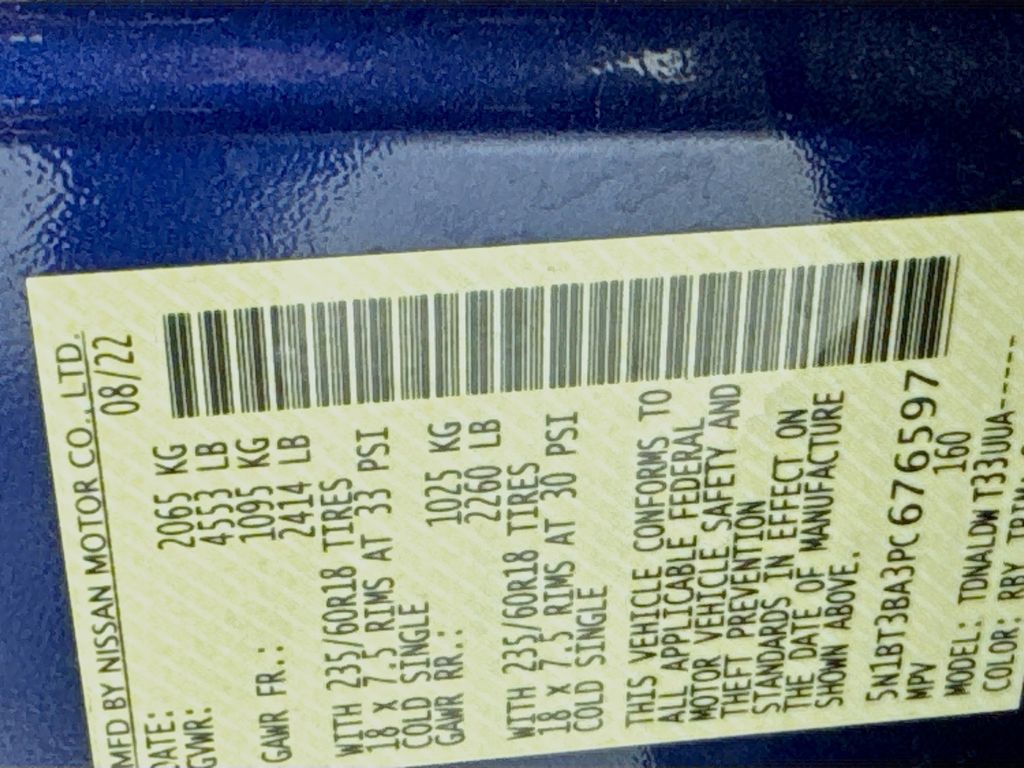 MFD BY NISSAN MOTOR CO., LTD.
DATE: 08/22
GVWR: 2065 KG
4553 LB
GAWR FR.: 1095 KG
2414 LB
WITH 235/60R18 TIRES
18 X 7.5 RIMS AT 33 PSI
COLD SINGLE
GAWR RR.: 1025 KG
2260 LB
WITH 235/60R18 TIRES
18 X 7.5 RIMS AT 30 PSI
COLD SINGLE
THIS VEHICLE CONFORMS TO
ALL APPLICABLE FEDERAL
MOTOR VEHICLE SAFETY AND
THEFT PREVENTION
STANDARDS IN EFFECT ON
THE DATE OF MANUFACTURE
SHOWN ABOVE.
5N1BT3BA3PC676597
MPV 160
MODEL: TDNALDW T33UUA-----
COLOR: RBY TRIM: